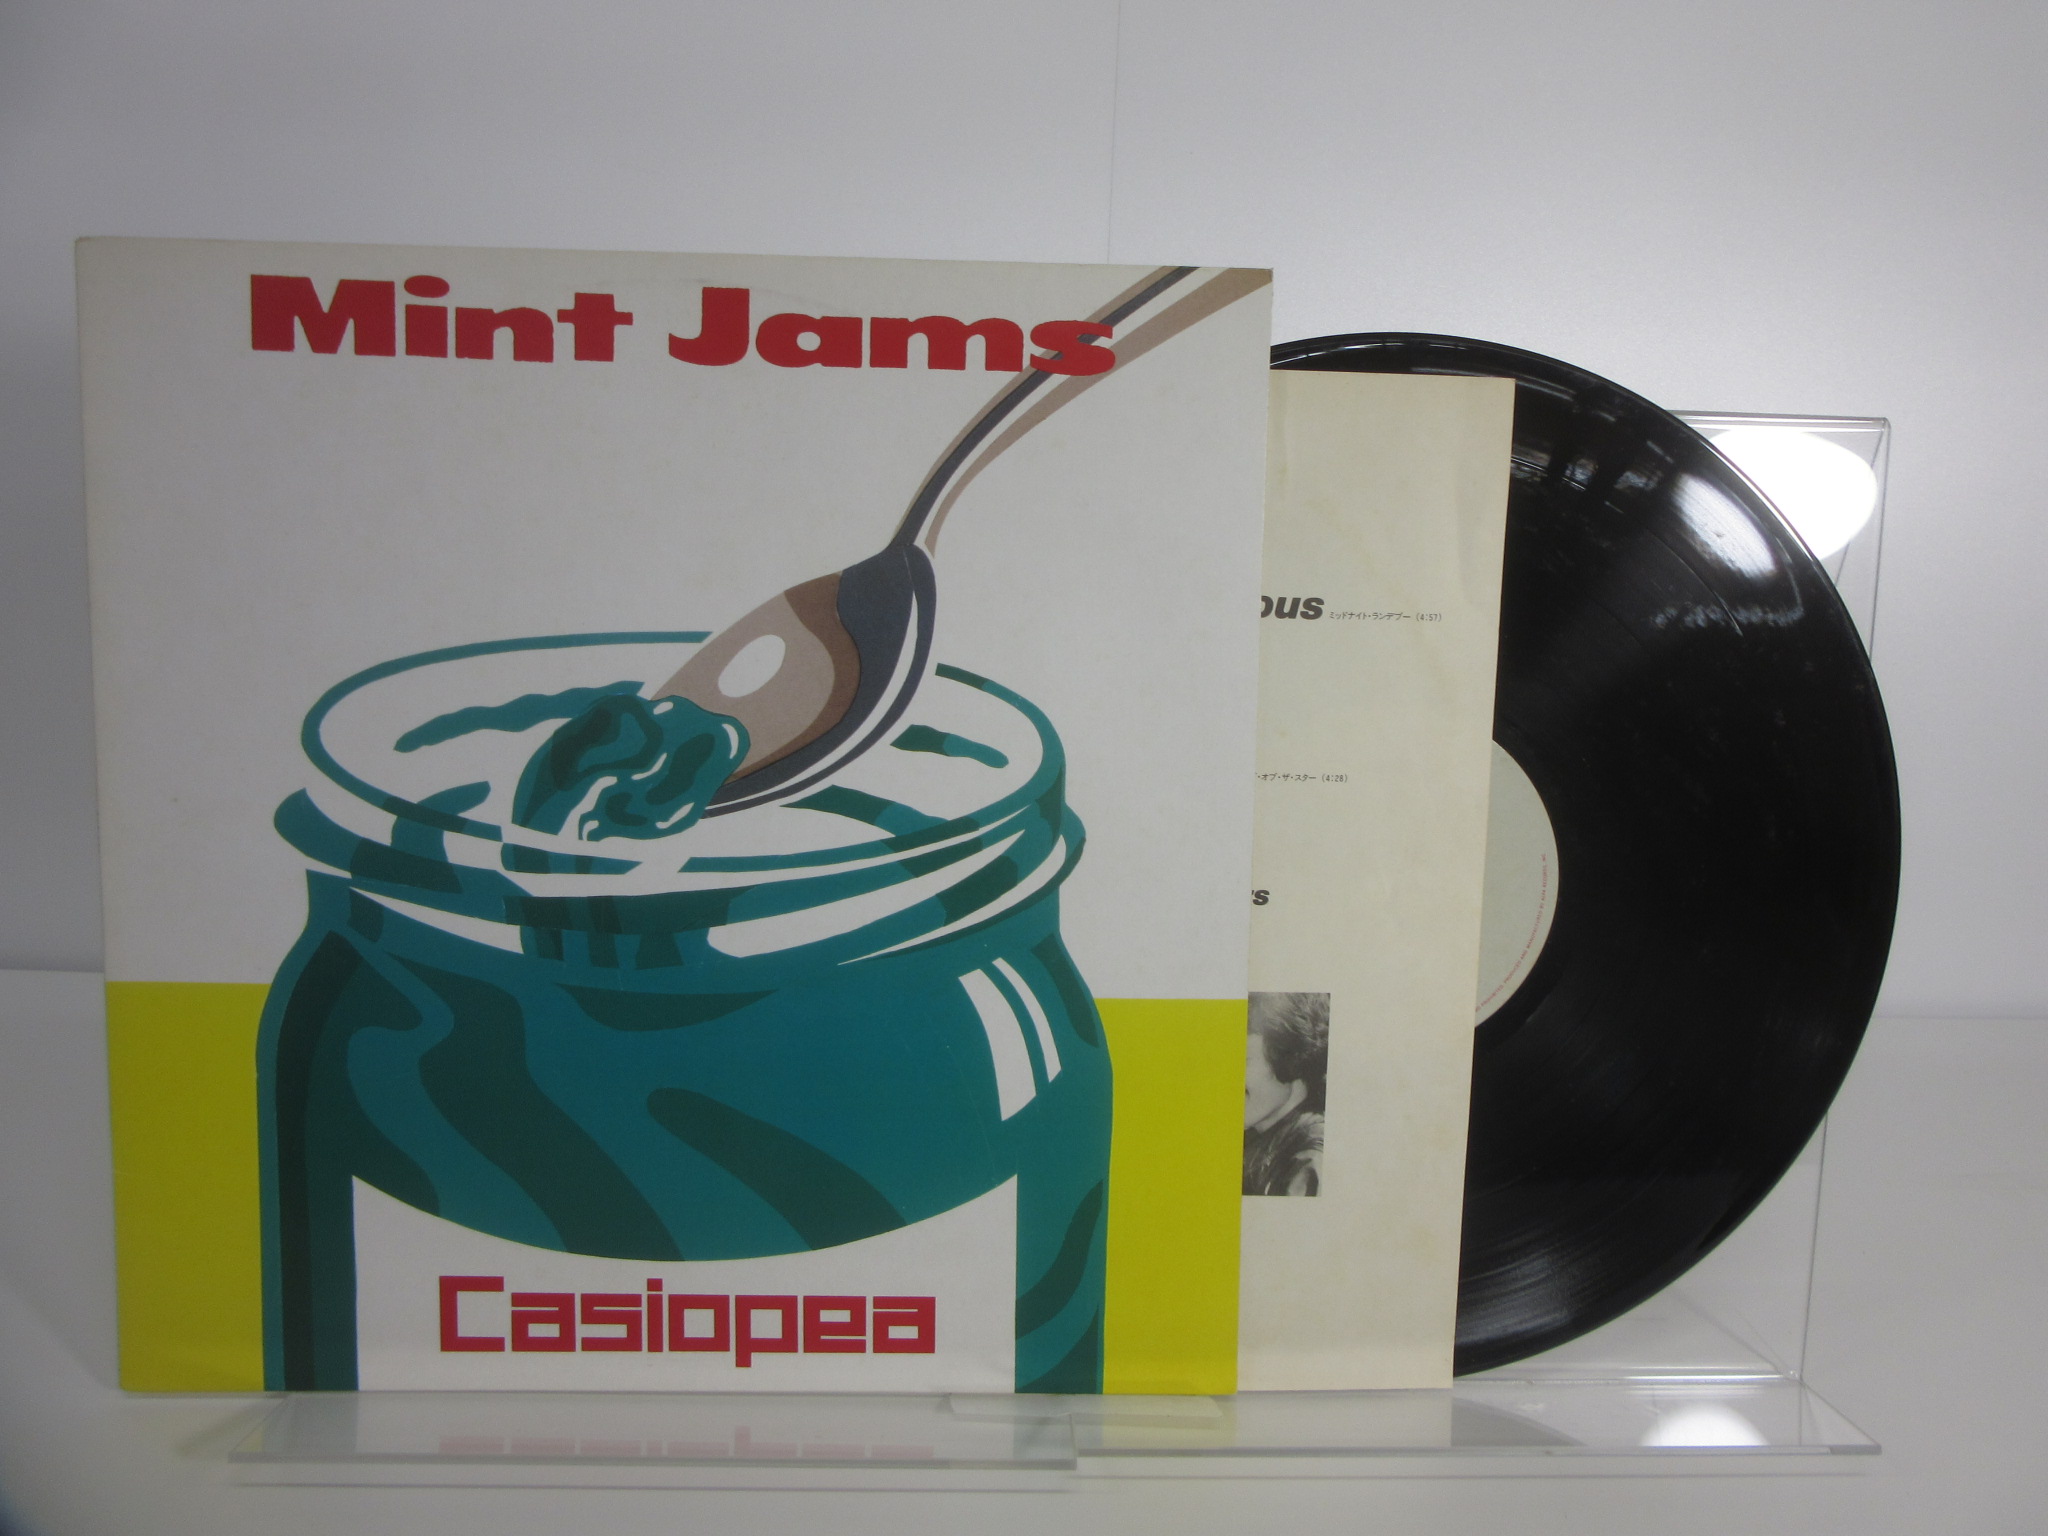 Mint Jams
ous ミッドナイト・ランデブー (4:57)
ド・オブ・ザ・スター (4:28)
s
Casiopea